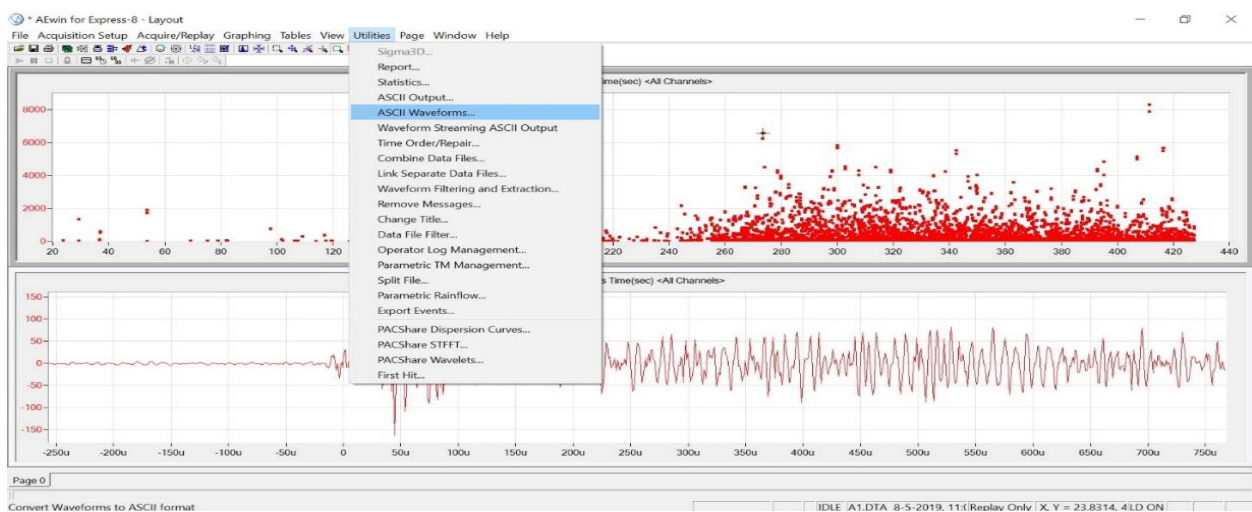 * AEwin for Express-8 - Layout
File Acquisition Setup Acquire/Replay Graphing Tables View Utilities Page Window Help
Sigma3D...
Report...
Statistics...
ASCII Output...
ASCII Waveforms...
Waveform Streaming ASCII Output
Time Order/Repair...
Combine Data Files...
Link Separate Data Files...
Waveform Filtering and Extraction...
Remove Messages...
Change Title...
Data File Filter...
Operator Log Management...
Parametric TM Management...
Split File...
Parametric Rainflow...
Export Events...
PACShare Dispersion Curves...
PACShare STFFT...
PACShare Wavelets...
First Hit...
ime(sec) <All Channels>
8000
6000
4000
2000
0
20 40 60 80 100 120 220 240 260 280 300 320 340 360 380 400 420 440
s Time(sec) <All Channels>
150
100
50
0
-50
-100
-150
-250u -200u -150u -100u -50u 0 50u 100u 150u 200u 250u 300u 350u 400u 450u 500u 550u 600u 650u 700u 750u
Page 0
Convert Waveforms to ASCII format IDLE A1.DTA 8-5-2019, 11:( Replay Only X, Y = 23.8314, 4 LD ON